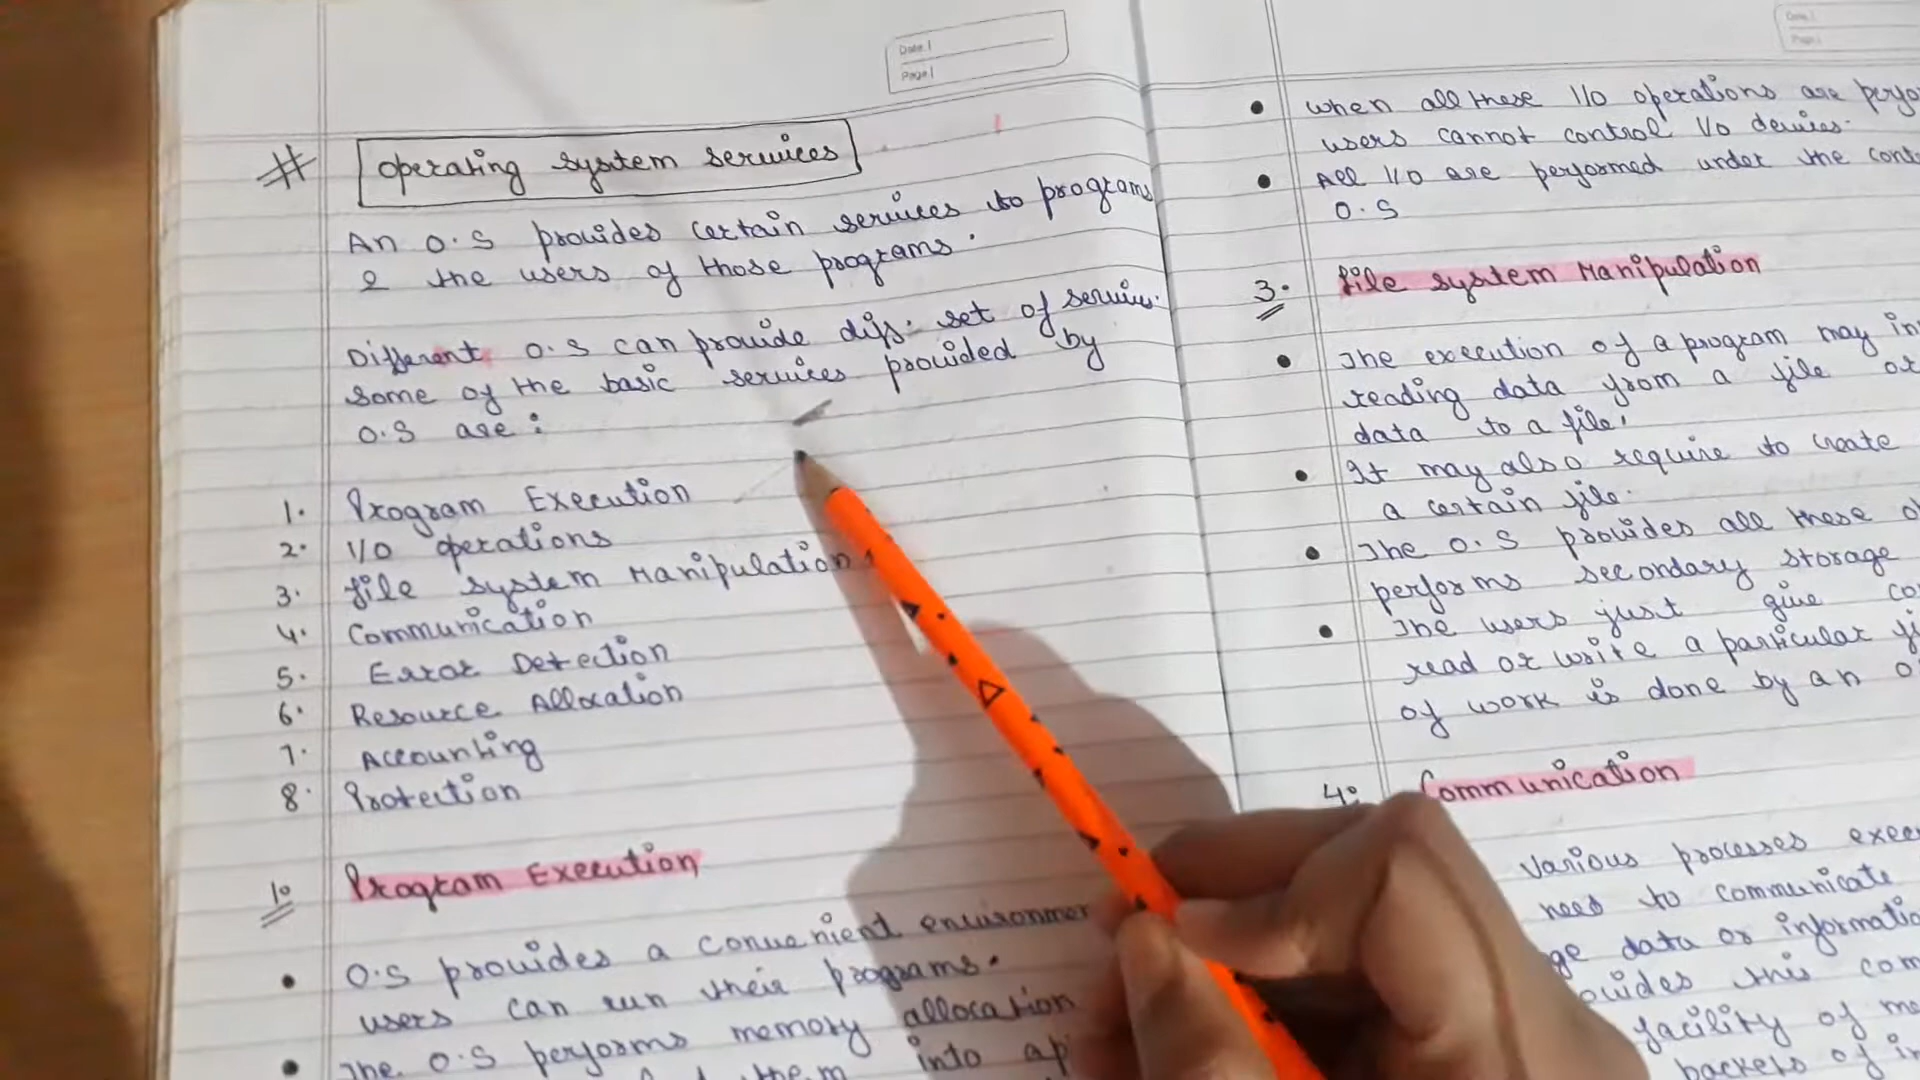 Date |
Page |
# Operating system services
An O.S provides certain services to programs
& the users of those programs.
Different O.S can provide diff. set of
some of the basic services provided by
O.S are :
1. Program Execution
2. I/O operations
3. file system Manipulation
4. Communication
5. Error Detection
6. Resource Allocation
7. Accounting
8. Protection
1. Program Execution
• O.S provides a convenient
users can run their programs.
• The O.S performs memory allocation
them into
Date |
Page |
• When all these I/O operations are
users cannot control I/O devices.
• All I/O are performed under the
O.S
3. file system Manipulation
• The execution of a program may
reading data from a file or
data to a file.
• It may also require to create
a certain file.
• The O.S provides all these
performs secondary storage
• The users just give
read or write a particular
of work is done by an
4. Communication
Various processes
need to communicate
data or
this
facility of
of